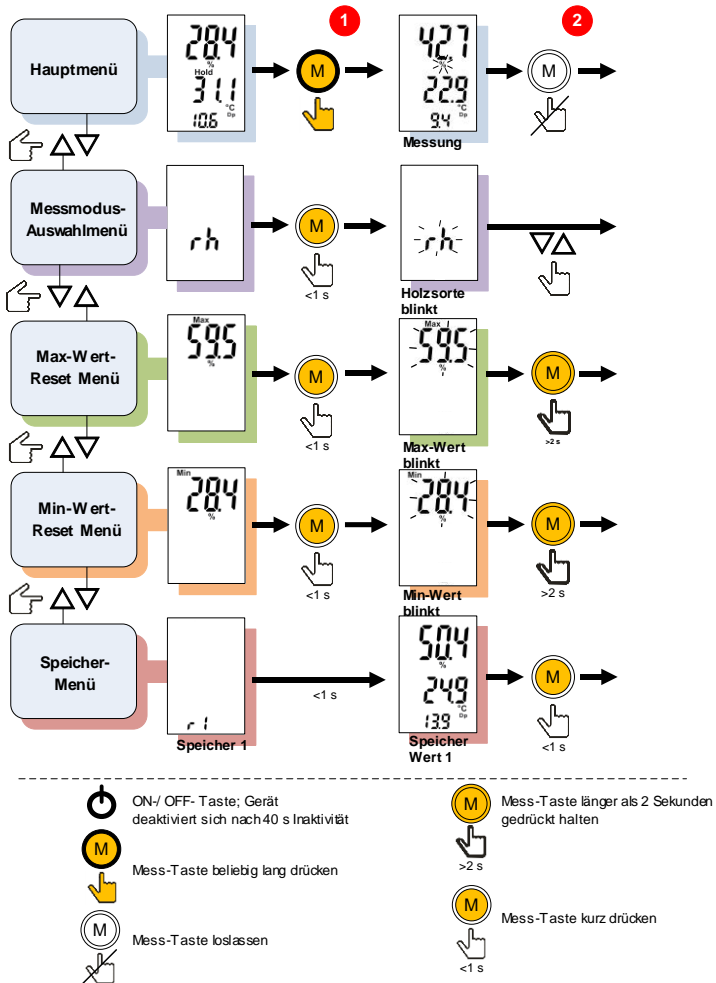 1
2
Hauptmenü
28.4
%
Hold
31.1
°C
10.6 Dp
M
42.7
%
22.9
°C
9.4 Dp
Messung
M
Messmodus-
Auswahlmenü
rh
M
<1 s
rh
Holzsorte
blinkt
Max-Wert-
Reset Menü
Max
59.5
%
M
<1 s
Max
59.5
%
Max-Wert
blinkt
M
>2 s
Min-Wert-
Reset Menü
Min
28.4
%
M
<1 s
Min
28.4
%
Min-Wert
blinkt
M
>2 s
Speicher-
Menü
r1
Speicher 1
<1 s
50.4
%
24.9
°C
13.9 Dp
Speicher
Wert 1
M
<1 s
ON-/ OFF- Taste; Gerät
deaktiviert sich nach 40 s Inaktivität
M
Mess-Taste beliebig lang drücken
M
Mess-Taste loslassen
M
Mess-Taste länger als 2 Sekunden
gedrückt halten
>2 s
M
Mess-Taste kurz drücken
<1 s